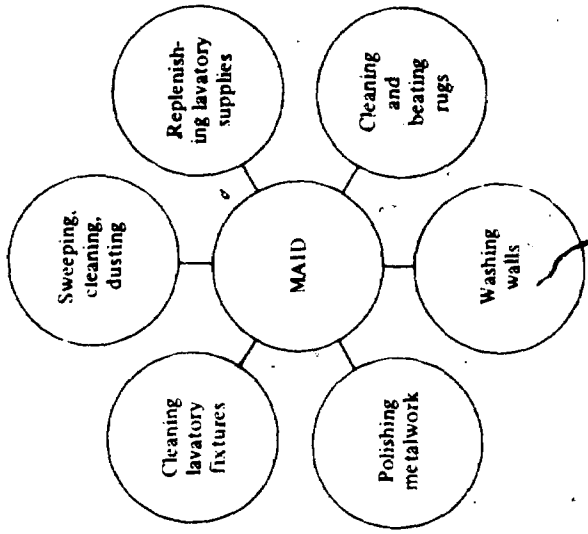 Sweeping,
cleaning,
dusting
Replenish-
ing lavatory
supplies
Cleaning
and
beating
rugs
Washing
walls
Polishing
metalwork
Cleaning
lavatory
fixtures
MAID